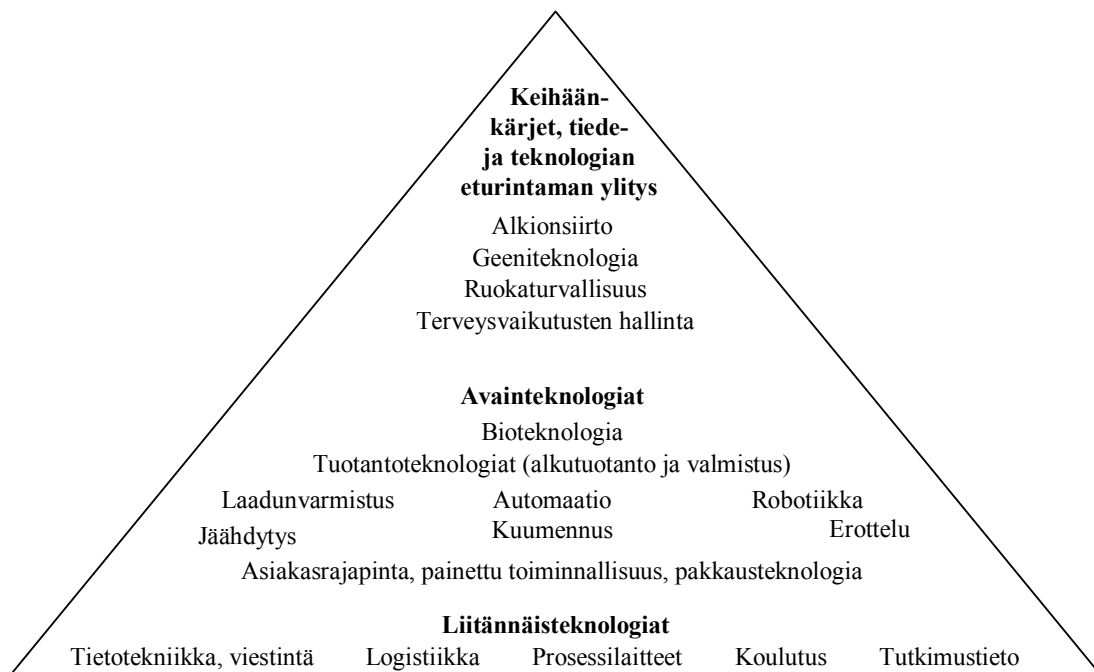 Keihään-
kärjet, tiede-
ja teknologian
eturintaman ylitys
Alkionsiirto
Geeniteknologia
Ruokaturvallisuus
Terveysvaikutusten hallinta
Avainteknologiat
Bioteknologia
Tuotantoteknologiat (alkutuotanto ja valmistus)
Laadunvarmistus Automaatio Robotiikka
Jäähdytys Kuumennus Erottelu
Asiakasrajapinta, painettu toiminnallisuus, pakkausteknologia
Liitännäisteknologiat
Tietotekniikka, viestintä Logistiikka Prosessilaitteet Koulutus Tutkimustieto